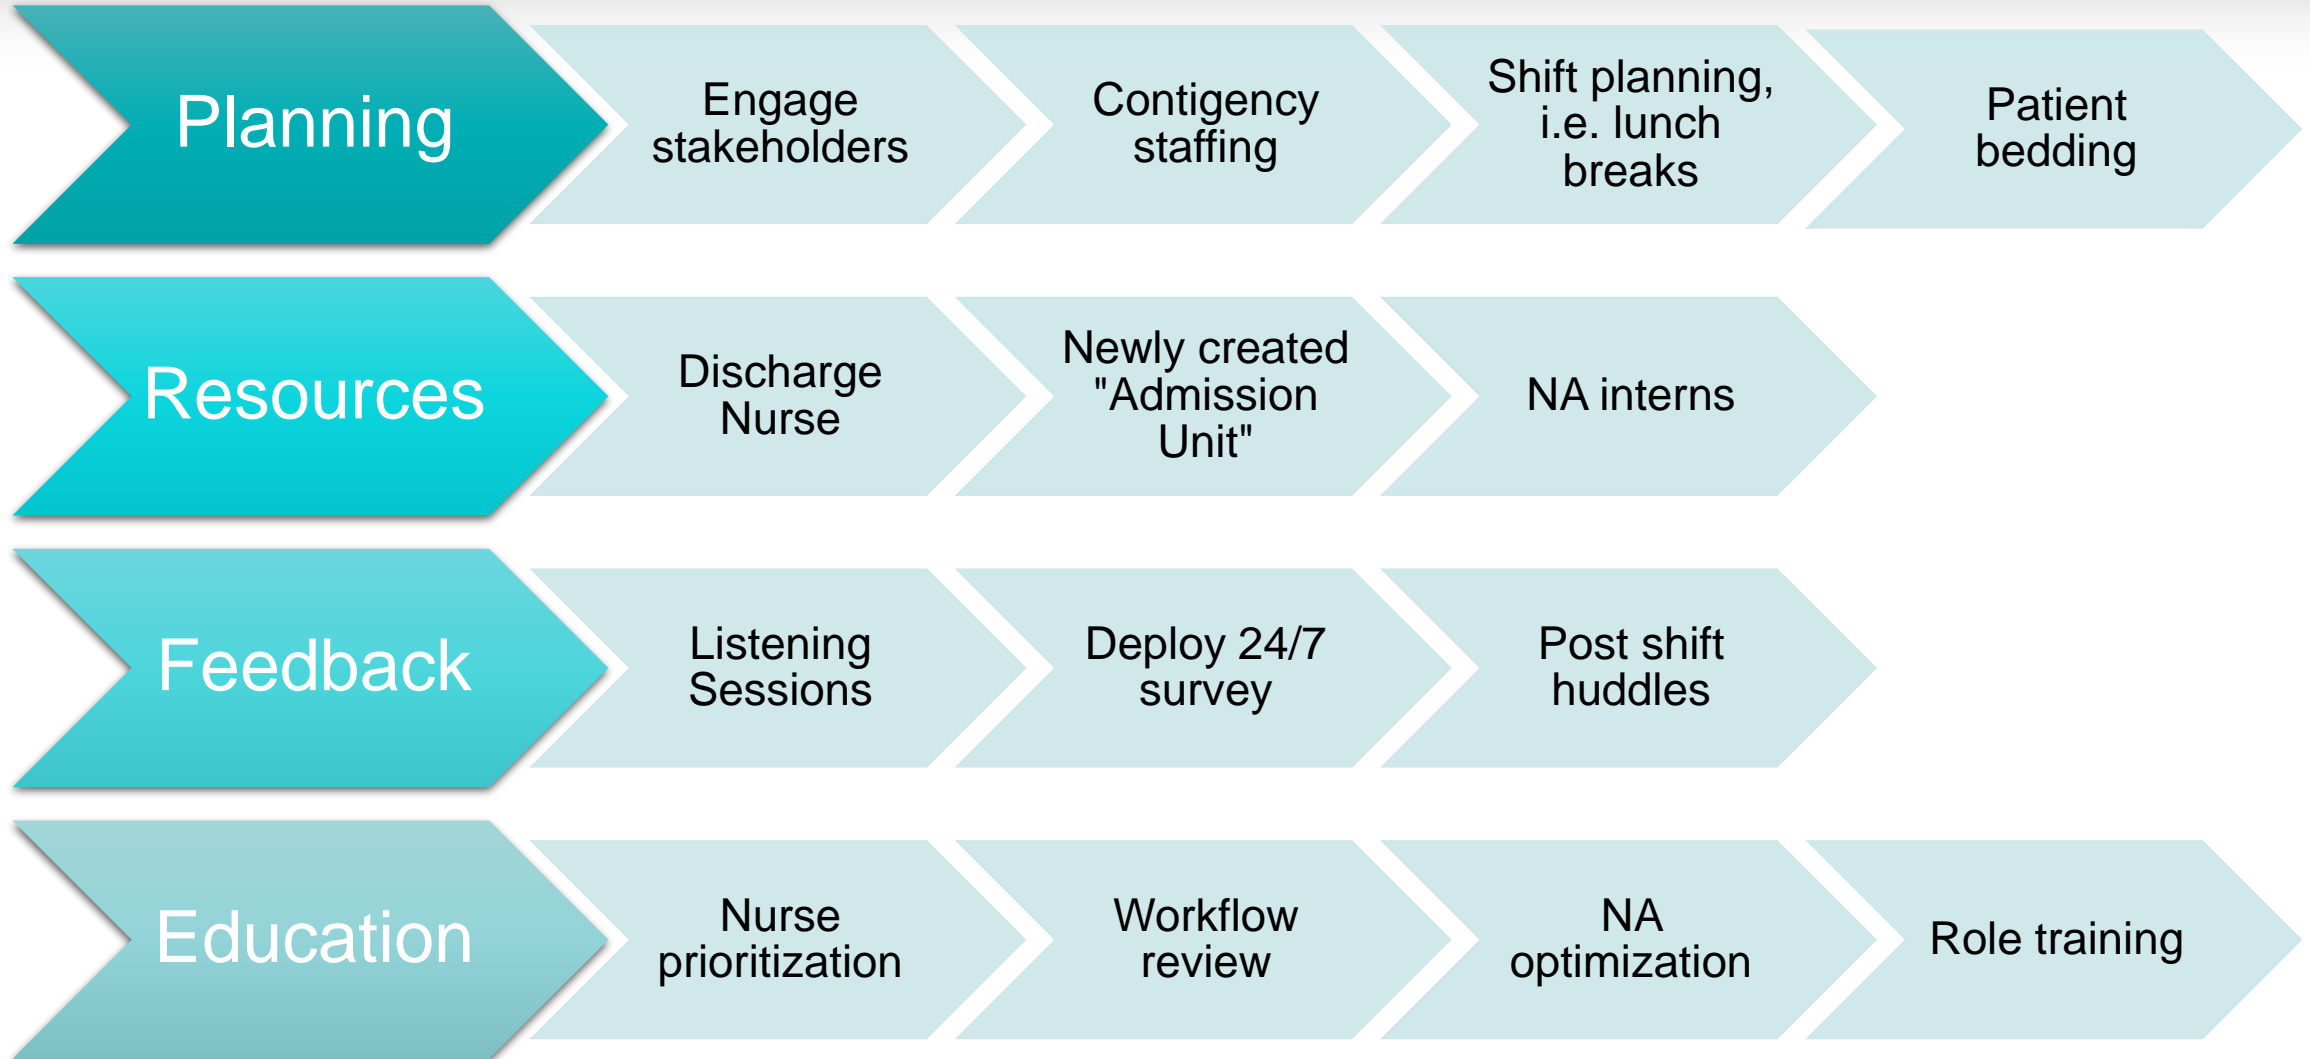 Planning
Engage
stakeholders
Contigency
staffing
Shift planning,
i.e. lunch
breaks
Patient
bedding
Resources
Discharge
Nurse
Newly created
"Admission
Unit"
NA interns
Feedback
Listening
Sessions
Deploy 24/7
survey
Post shift
huddles
Education
Nurse
prioritization
Workflow
review
NA
optimization
Role training